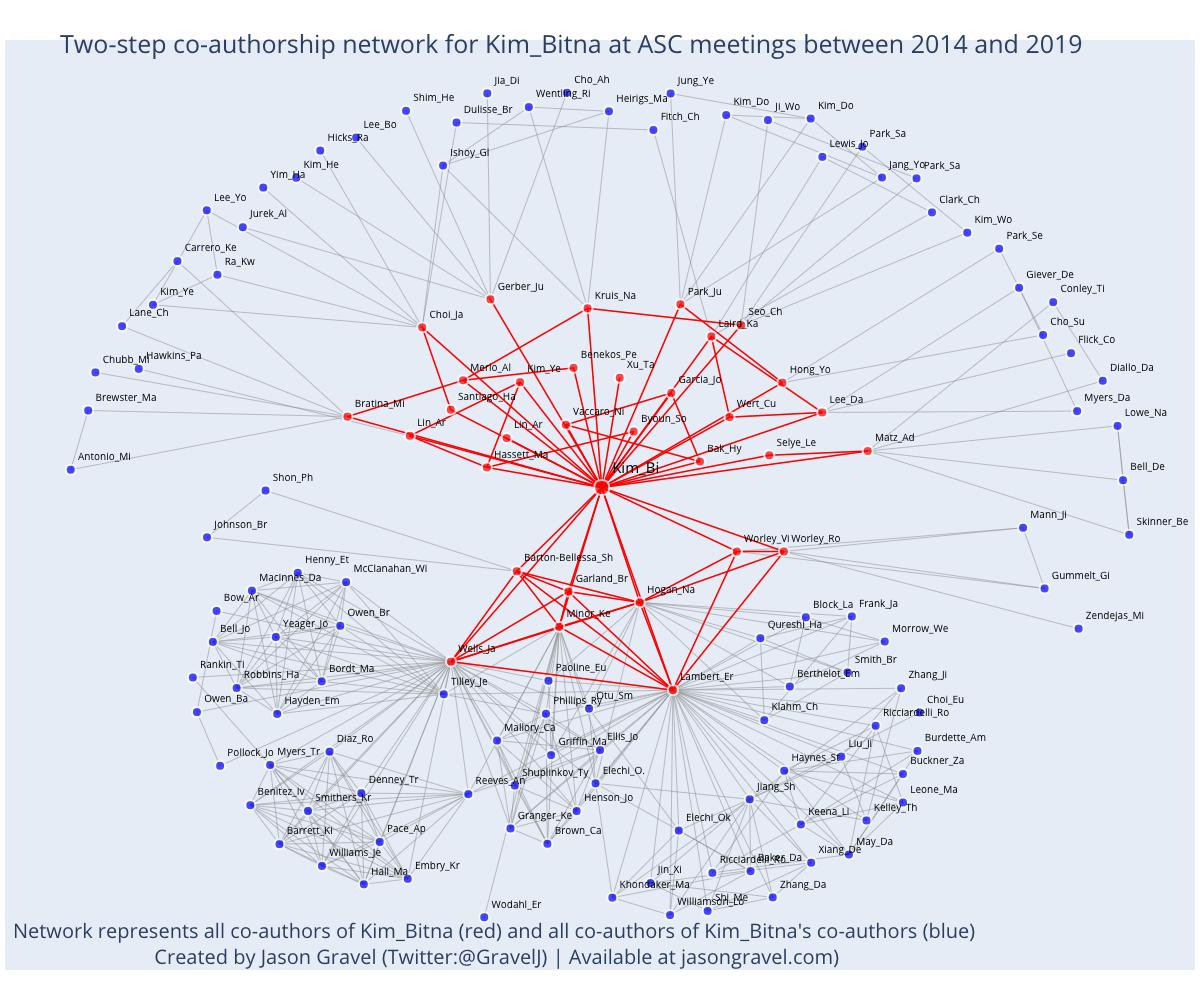 Two-step co-authorship network for Kim_Bitna at ASC meetings between 2014 and 2019
Jia_Di
Cho_Ah
Jung_Ye
Shim_He
Dulisse_Br
Wentling_Ri
Heirigs_Ma
Kim_Do
Ji_Wo
Kim_Do
Lee_Bo
Fitch_Ch
Hicks_Ra
Park_Sa
Lewis_Jo
Ishoy_Gl
Kim_He
Jang_Yo
Park_Sa
Yim_Ha
Lee_Yo
Clark_Ch
Jurek_Al
Kim_Wo
Park_Se
Carrero_Ke
Ra_Kw
Giever_De
Gerber_Ju
Park_Ju
Kim_Ye
Kruis_Na
Conley_Ti
Lane_Ch
Choi_Ja
Seo_Ch
Laird_Ka
Cho_Su
Flick_Co
Chubb_Mi
Hawkins_Pa
Merlo_Al
Kim_Ye
Benekos_Pe
Xu_Ta
Garcia_Jo
Hong_Yo
Diallo_Da
Brewster_Ma
Bratina_Mi
Santiago_Ha
Vaccaro_Ni
Wert_Cu
Lee_Da
Myers_Da
Lin_Ar
Lin_Ar
Byoun_So
Lowe_Na
Antonio_Mi
Hassett_Ma
Bak_Hy
Selye_Le
Matz_Ad
Kim_Bi
Bell_De
Shon_Ph
Johnson_Br
Mann_Ji
Skinner_Be
Worley_Vi
Worley_Ro
Henny_Et
Barton-Bellessa_Sh
McClanahan_Wi
MacInnes_Da
Garland_Br
Hogan_Na
Gummelt_Gi
Bow_Ar
Owen_Br
Minor_Ke
Block_La
Frank_Ja
Zendejas_Mi
Bell_Jo
Yeager_Jo
Qureshi_Ha
Morrow_We
Wells_Ja
Rankin_Ti
Robbins_Ha
Bordt_Ma
Paoline_Eu
Lambert_Er
Berthelot_Em
Smith_Br
Zhang_Ji
Owen_Ba
Hayden_Em
Tilley_Je
Phillips_Ry
Otu_Sm
Klahm_Ch
Ricciardelli_Ro
Choi_Eu
Pollock_Jo
Myers_Tr
Diaz_Ro
Mallory_Ca
Griffin_Ma
Ellis_Jo
Liu_Ji
Burdette_Am
Haynes_St
Buckner_Za
Benitez_Iv
Smithers_Kr
Denney_Tr
Reeves_An
Shuplinkov_Ty
Elechi_O.
Jiang_Sh
Leone_Ma
Henson_Jo
Keena_Li
Kelley_Th
Barrett_Ki
Pace_Ap
Granger_Ke
Brown_Ca
Elechi_Ok
Williams_Je
Hall_Ma
Embry_Kr
Jin_Xi
Ricciardelli_Ro
Baker_Da
Xiang_De
May_Da
Khondaker_Ma
Zhang_Da
Wodahl_Er
Williamson_Lo
Shi_Me
Network represents all co-authors of Kim_Bitna (red) and all co-authors of Kim_Bitna's co-authors (blue)
Created by Jason Gravel (Twitter:@GravelJ) | Available at jasongravel.com)